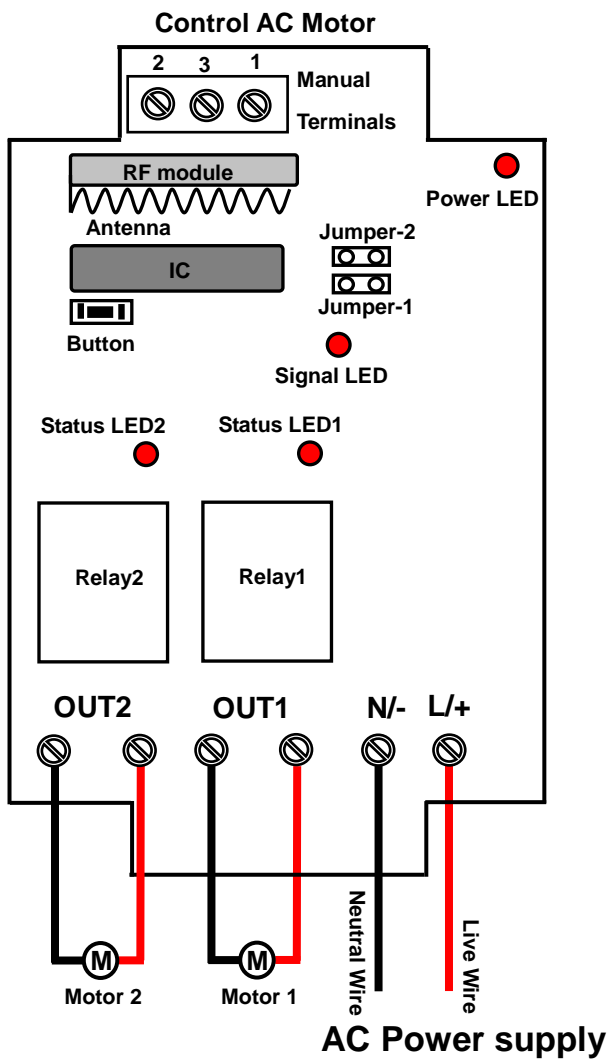 Control AC Motor
2 3 1
Manual
Terminals
RF module
Power LED
Antenna
Jumper-2
IC
Jumper-1
Button
Signal LED
Status LED2 Status LED1
Relay2 Relay1
OUT2 OUT1 N/- L/+
Neutral Wire
Live Wire
M M
Motor 2 Motor 1
AC Power supply